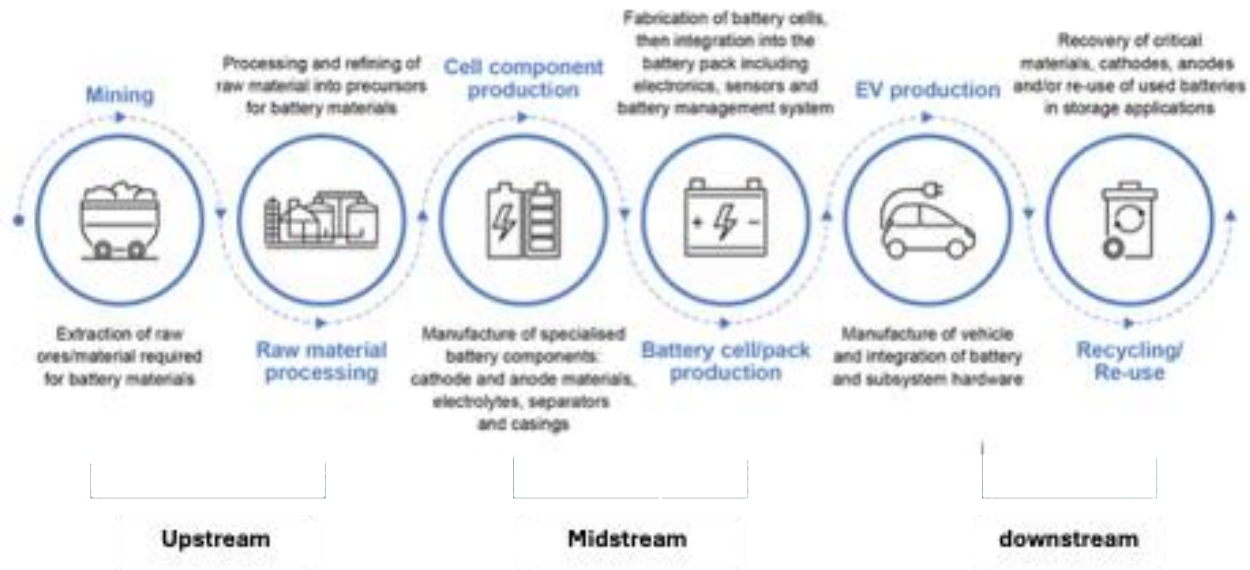 Mining
Extraction of raw
ores/material required
for battery materials
Processing and refining of
raw material into precursors
for battery materials
Raw material
processing
Cell component
production
Manufacture of specialised
battery components:
cathode and anode materials,
electrolytes, separators
and casings
Fabrication of battery cells,
then integration into the
battery pack including
electronics, sensors and
battery management system
Battery cell/pack
production
EV production
Manufacture of vehicle
and integration of battery
and subsystem hardware
Recovery of critical
materials, cathodes, anodes
and/or re-use of used batteries
in storage applications
Recycling/
Re-use
Upstream
Midstream
downstream